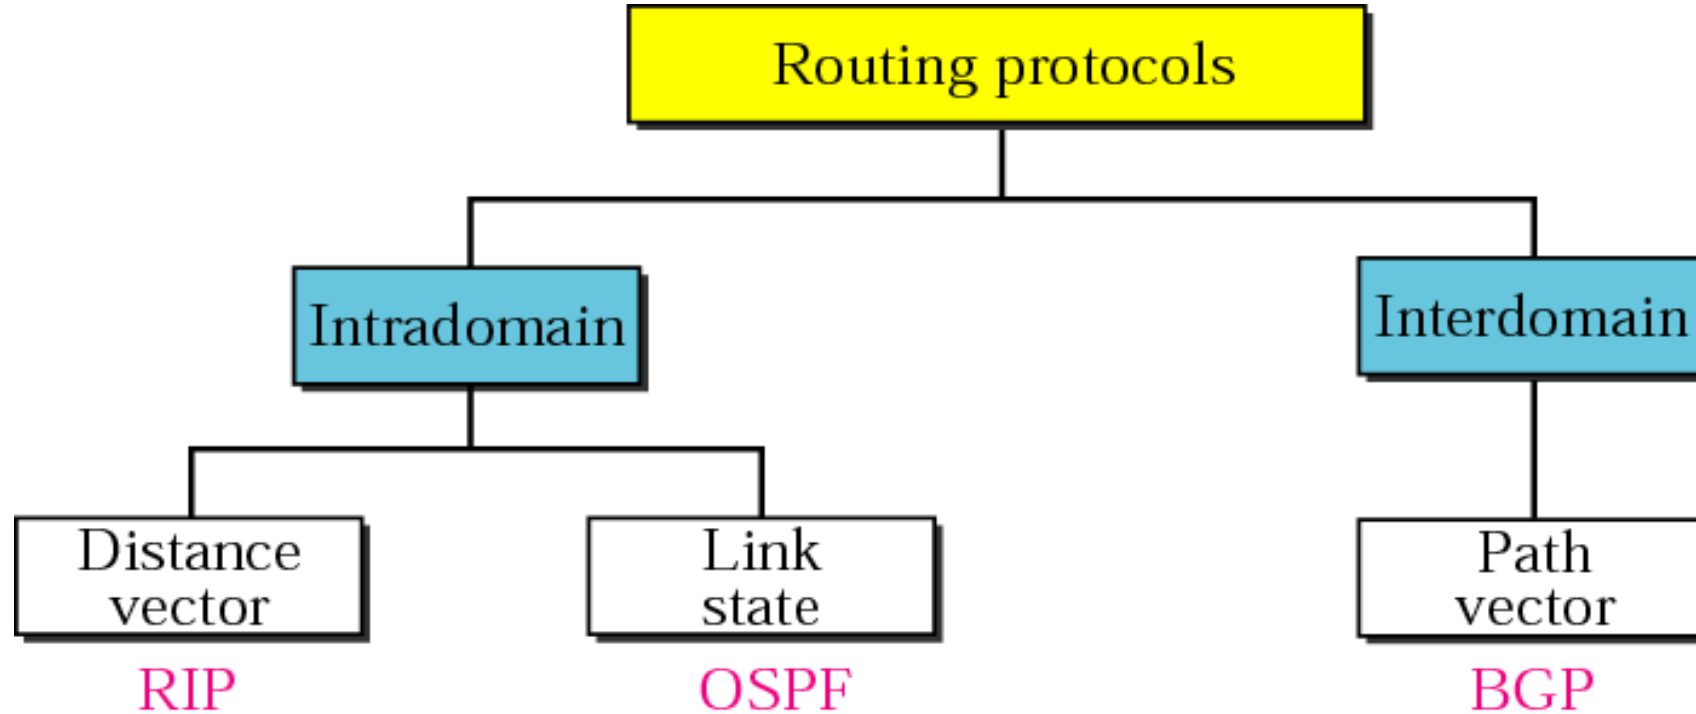 Routing protocols
Intradomain
Interdomain
Distance
vector
Link
state
Path
vector
RIP
OSPF
BGP